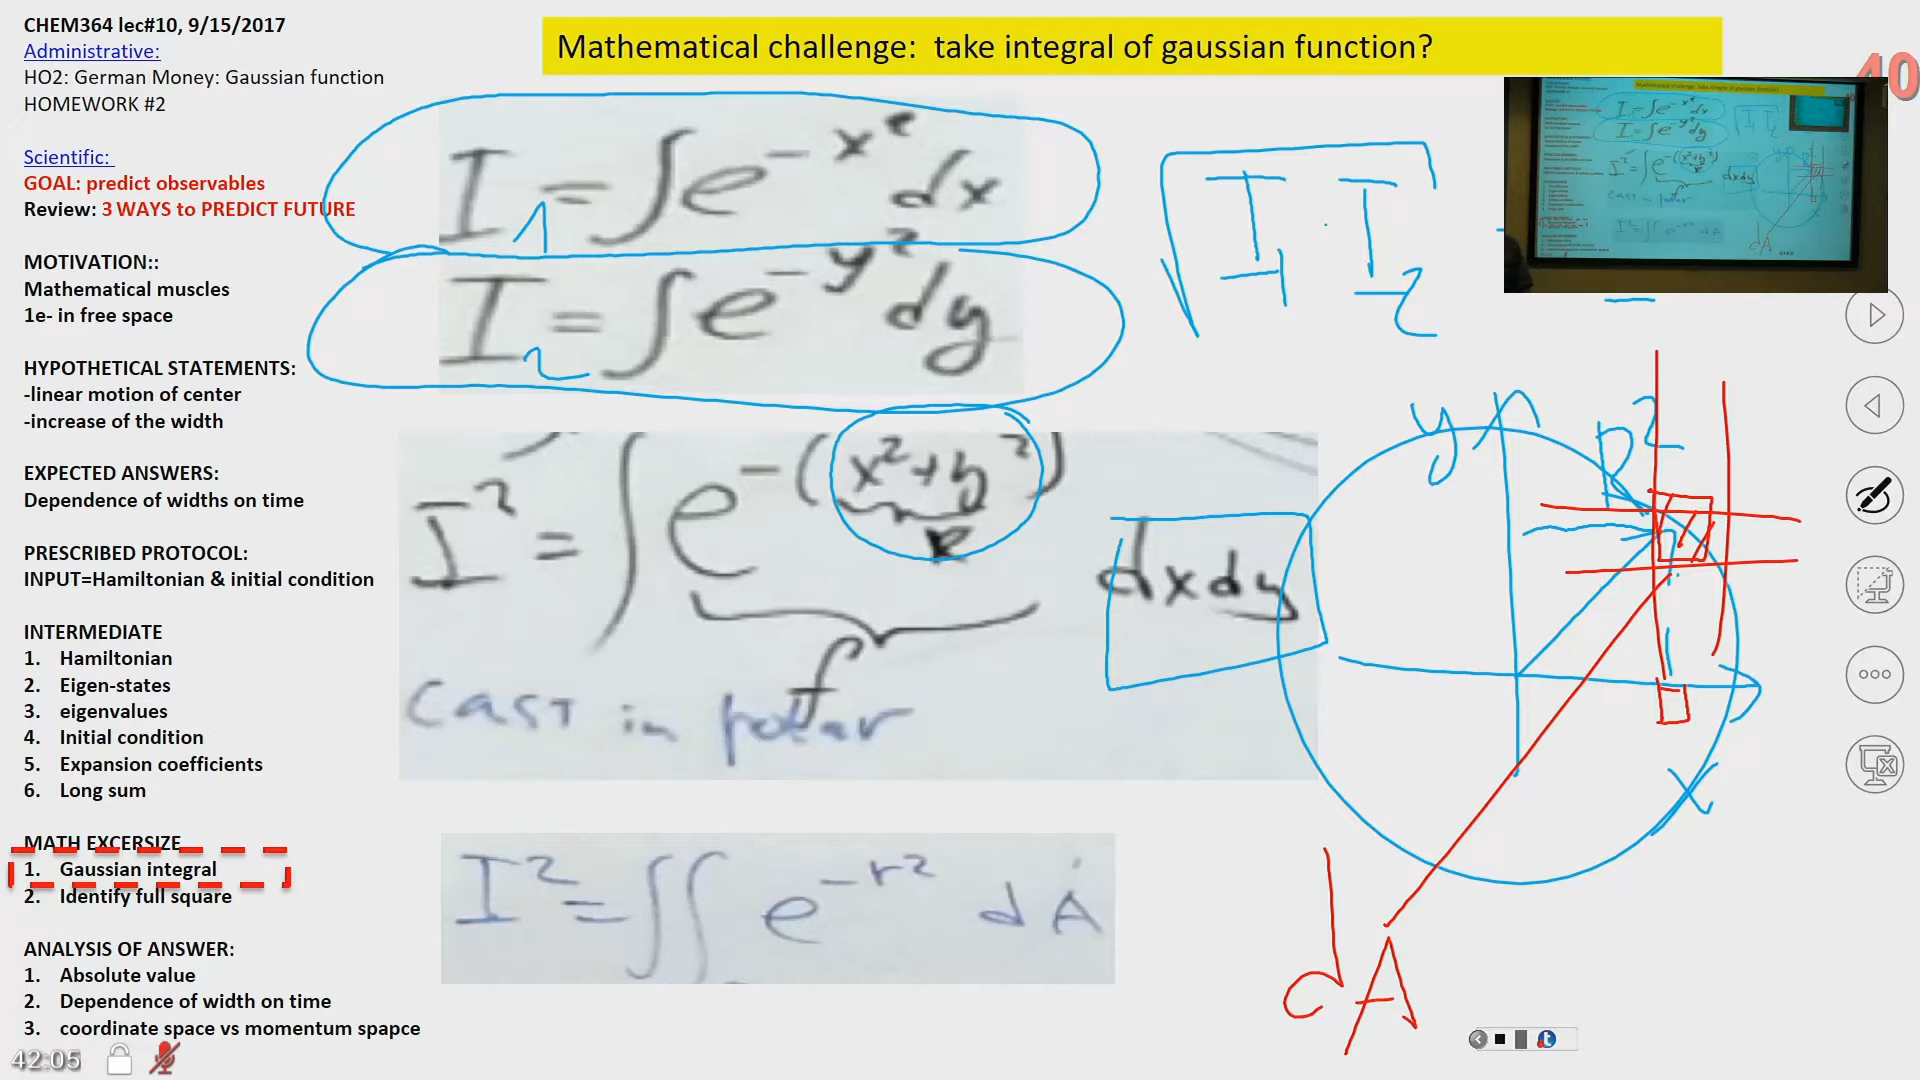 CHEM364 lec#10, 9/15/2017
Administrative:
HO2: German Money: Gaussian function
HOMEWORK #2
Scientific:
GOAL: predict observables
Review: 3 WAYS to PREDICT FUTURE
MOTIVATION::
Mathematical muscles
1e- in free space
HYPOTHETICAL STATEMENTS:
-linear motion of center
-increase of the width
EXPECTED ANSWERS:
Dependence of widths on time
PRESCRIBED PROTOCOL:
INPUT=Hamiltonian & initial condition
INTERMEDIATE
1. Hamiltonian
2. Eigen-states
3. eigenvalues
4. Initial condition
5. Expansion coefficients
6. Long sum
MATH EXCERSIZE
1. Gaussian integral
2. Identify full square
ANALYSIS OF ANSWER:
1. Absolute value
2. Dependence of width on time
3. coordinate space vs momentum spapce
42:05
Mathematical challenge: take integral of gaussian function?
40
I₁ = ∫e^-x² dx
I₂ = ∫e^-y² dy
√I₁ · I₂
I² = ∫e^-(x²+y²) dxdy
R
f
cast in polar
I² = ∬ e^-r² dA
y
R²
x
dA